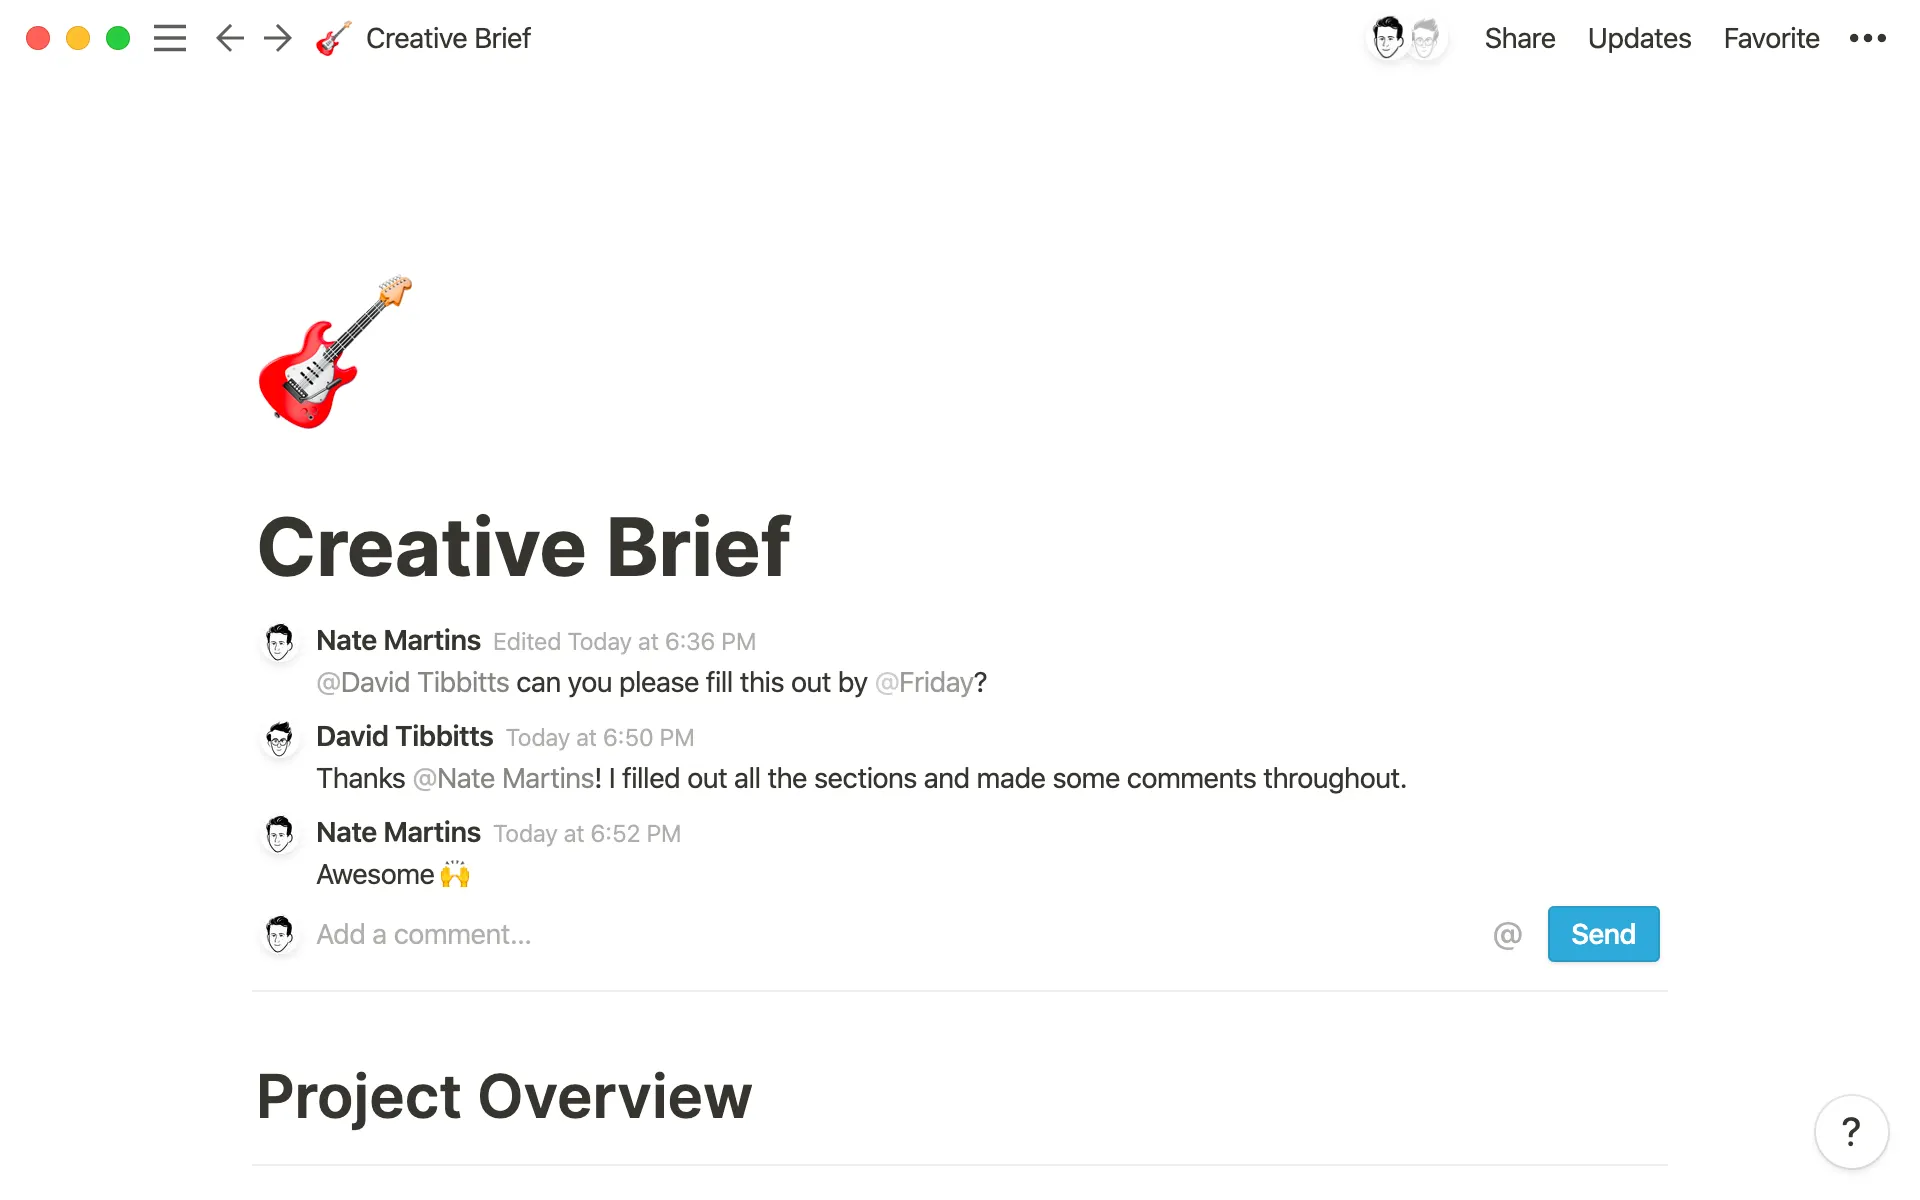 Creative Brief
Share Updates Favorite •••
Creative Brief
Nate Martins Edited Today at 6:36 PM
@David Tibbitts can you please fill this out by @Friday?
David Tibbitts Today at 6:50 PM
Thanks @Nate Martins! I filled out all the sections and made some comments throughout.
Nate Martins Today at 6:52 PM
Awesome 🙌
Add a comment... @ Send
Project Overview
?